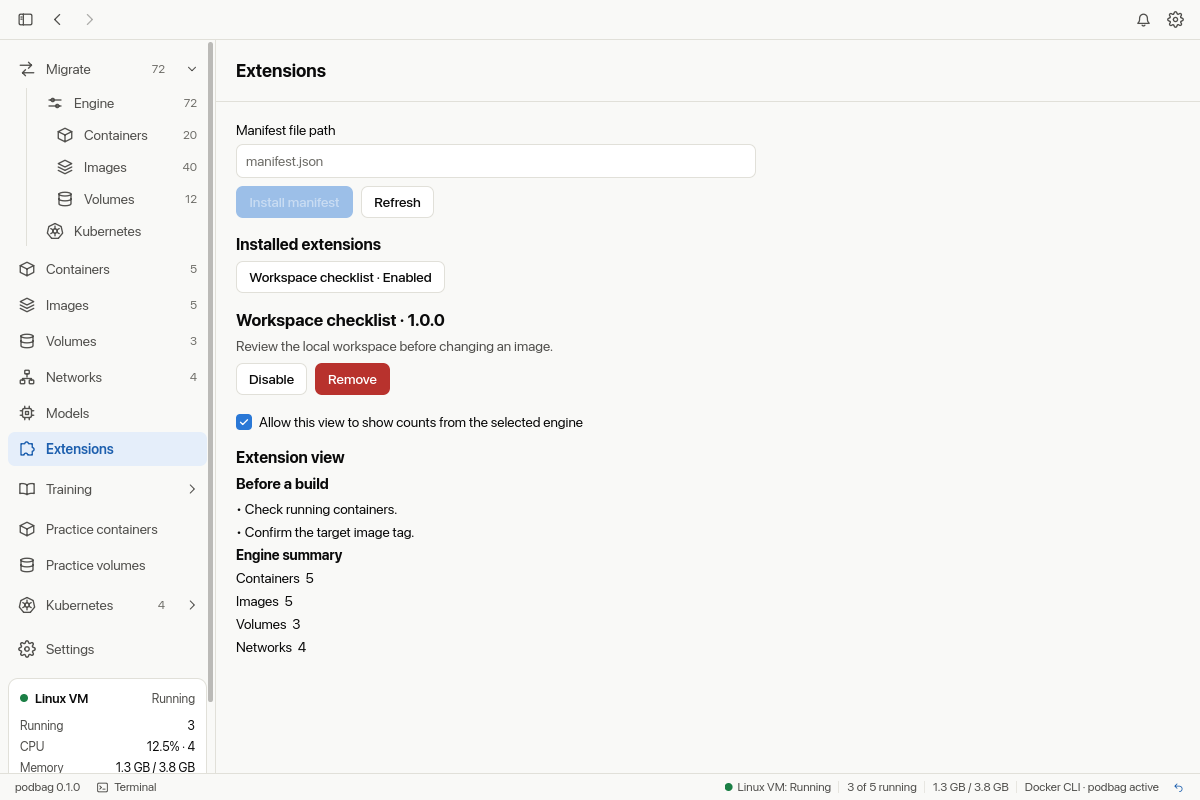 Migrate 72
Engine 72
Containers 20
Images 40
Volumes 12
Kubernetes
Containers 5
Images 5
Volumes 3
Networks 4
Models
Extensions
Training
Practice containers
Practice volumes
Kubernetes 4
Settings
Linux VM Running
Running 3
CPU 12.5% · 4
Memory 1.3 GB / 3.8 GB
Extensions
Manifest file path
manifest.json
Install manifest Refresh
Installed extensions
Workspace checklist · Enabled
Workspace checklist · 1.0.0
Review the local workspace before changing an image.
Disable Remove
Allow this view to show counts from the selected engine
Extension view
Before a build
• Check running containers.
• Confirm the target image tag.
Engine summary
Containers 5
Images 5
Volumes 3
Networks 4
podbag 0.1.0 Terminal Linux VM: Running 3 of 5 running 1.3 GB / 3.8 GB Docker CLI · podbag active